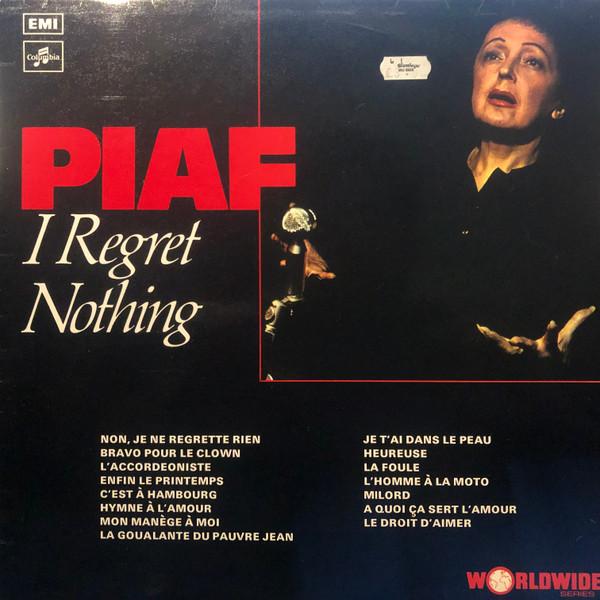 EMI
Columbia
PIAF
I Regret
Nothing
NON, JE NE REGRETTE RIEN
BRAVO POUR LE CLOWN
L'ACCORDEONISTE
ENFIN LE PRINTEMPS
C'EST À HAMBOURG
HYMNE À L'AMOUR
MON MANÈGE À MOI
LA GOUALANTE DU PAUVRE JEAN
JE T'AI DANS LE PEAU
HEUREUSE
LA FOULE
L'HOMME À LA MOTO
MILORD
A QUOI ÇA SERT L'AMOUR
LE DROIT D'AIMER
WORLDWIDE
SERIES